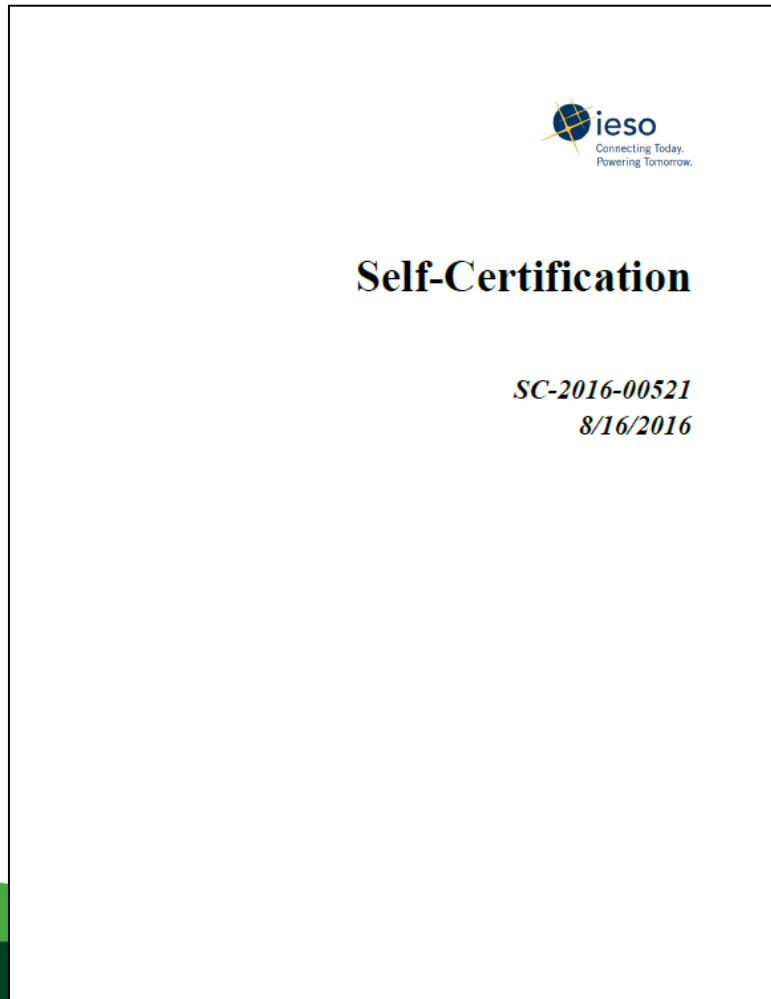 ieso
Connecting Today.
Powering Tomorrow.
Self-Certification
SC-2016-00521
8/16/2016